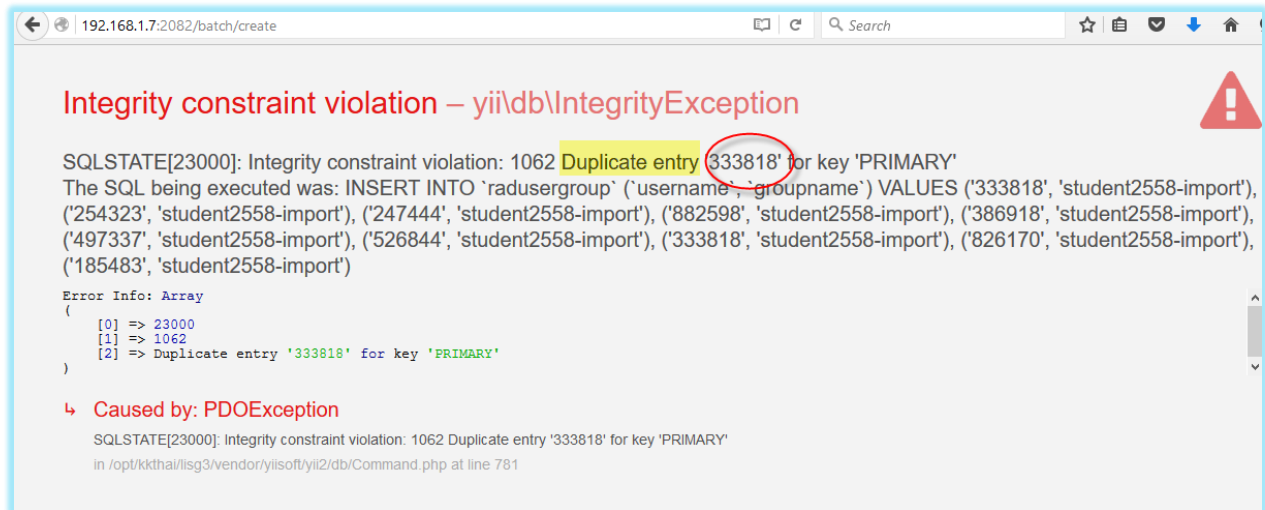 192.168.1.7:2082/batch/create
Search
Integrity constraint violation – yii\db\IntegrityException
SQLSTATE[23000]: Integrity constraint violation: 1062 Duplicate entry '333818' for key 'PRIMARY'
The SQL being executed was: INSERT INTO `radusergroup` (`username`, `groupname`) VALUES ('333818', 'student2558-import'),
('254323', 'student2558-import'), ('247444', 'student2558-import'), ('882598', 'student2558-import'), ('386918', 'student2558-import'),
('497337', 'student2558-import'), ('526844', 'student2558-import'), ('333818', 'student2558-import'), ('826170', 'student2558-import'),
('185483', 'student2558-import')
Error Info: Array
(
[0] => 23000
[1] => 1062
[2] => Duplicate entry '333818' for key 'PRIMARY'
)
↳ Caused by: PDOException
SQLSTATE[23000]: Integrity constraint violation: 1062 Duplicate entry '333818' for key 'PRIMARY'
in /opt/kkthai/lisg3/vendor/yiisoft/yii2/db/Command.php at line 781